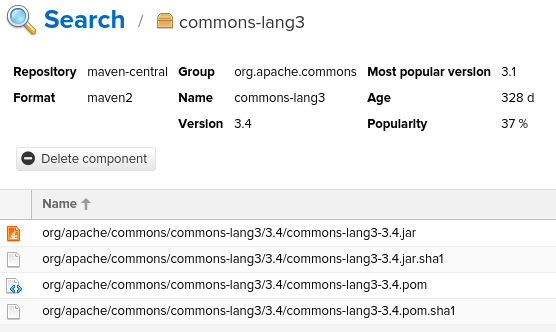 Search / commons-lang3
Repository maven-central Group org.apache.commons Most popular version 3.1
Format maven2 Name commons-lang3 Age 328 d
Version 3.4 Popularity 37 %
Delete component
Name
org/apache/commons/commons-lang3/3.4/commons-lang3-3.4.jar
org/apache/commons/commons-lang3/3.4/commons-lang3-3.4.jar.sha1
org/apache/commons/commons-lang3/3.4/commons-lang3-3.4.pom
org/apache/commons/commons-lang3/3.4/commons-lang3-3.4.pom.sha1